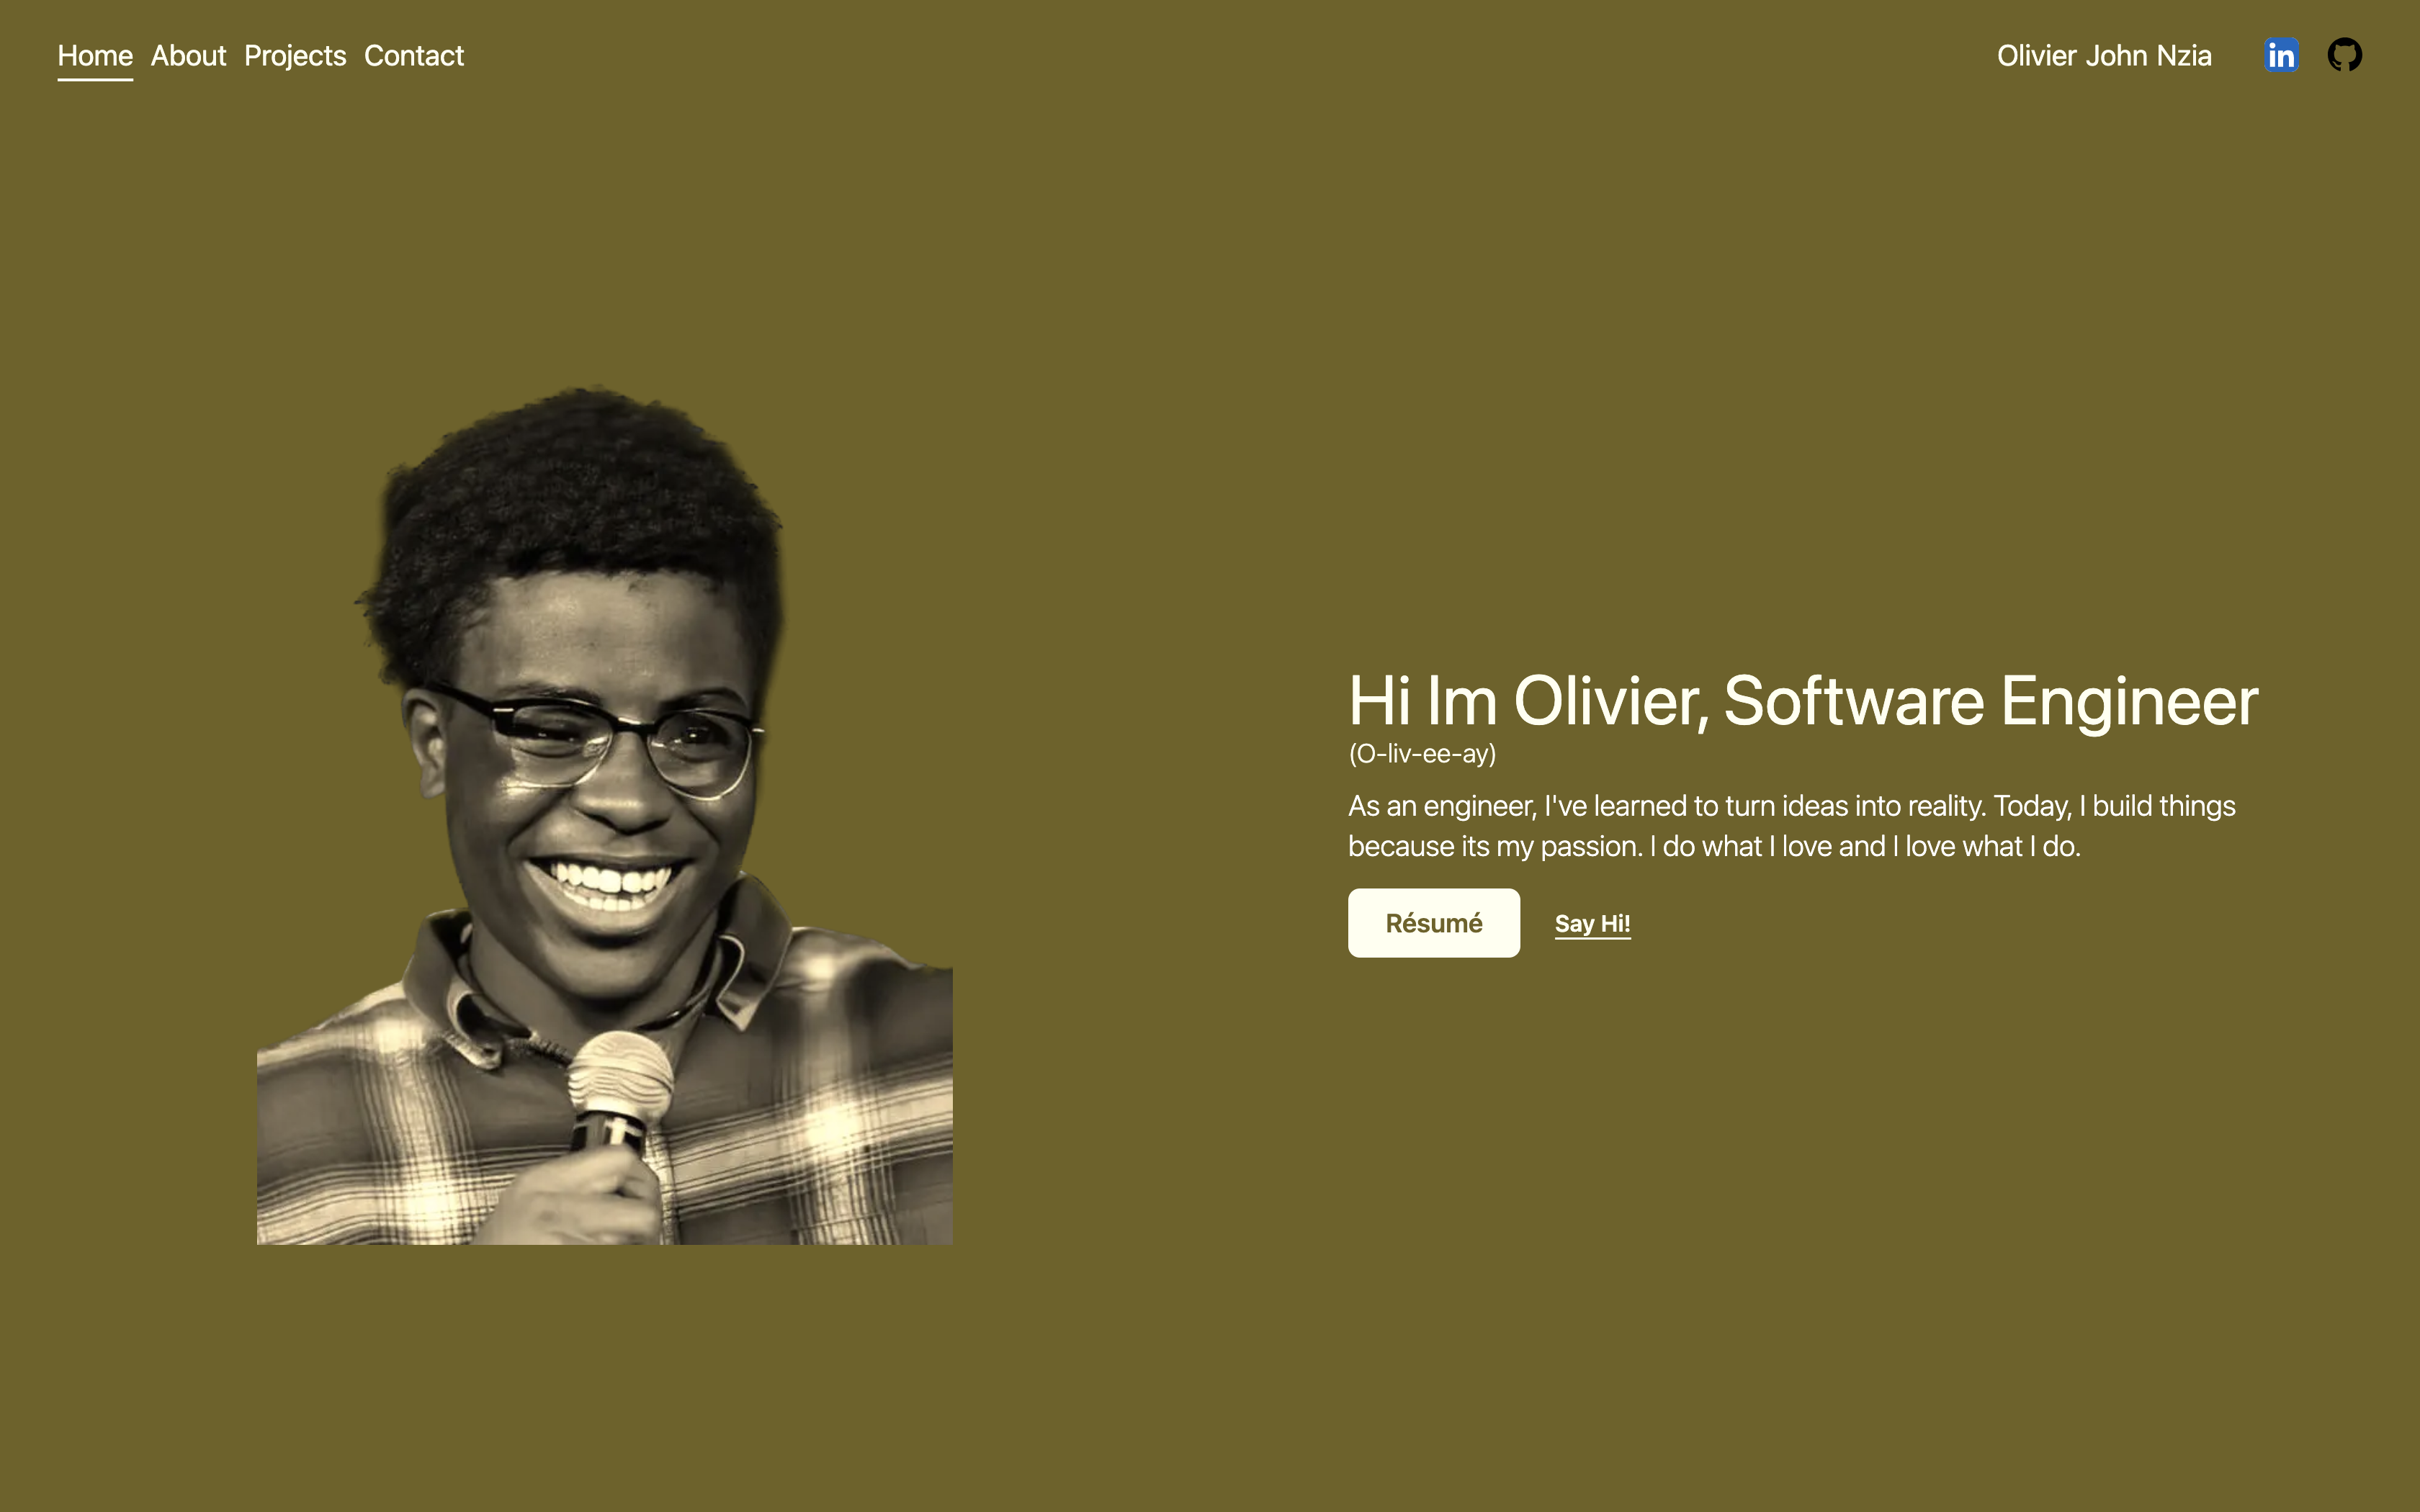 Home About Projects Contact
Olivier John Nzia
in
Hi Im Olivier, Software Engineer
(O-liv-ee-ay)
As an engineer, I've learned to turn ideas into reality. Today, I build things
because its my passion. I do what I love and I love what I do.
Résumé
Say Hi!